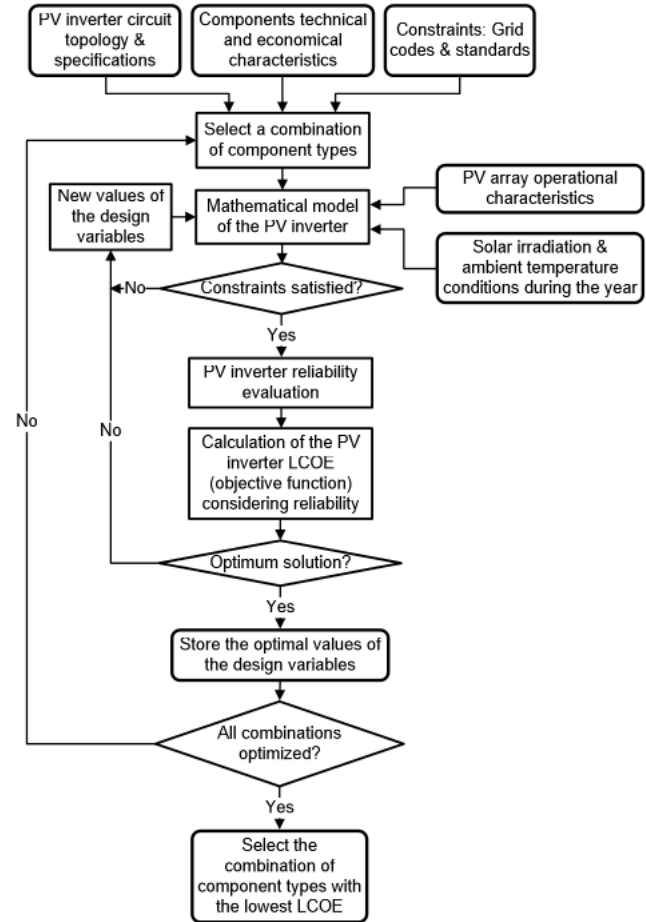 PV inverter circuit
topology &
specifications
Components technical
and economical
characteristics
Constraints: Grid
codes & standards
Select a combination
of component types
New values of
the design
variables
Mathematical model
of the PV inverter
PV array operational
characteristics
Solar irradiation &
ambient temperature
conditions during the year
Constraints satisfied?
No
Yes
PV inverter reliability
evaluation
No
No
Calculation of the PV
inverter LCOE
(objective function)
considering reliability
Optimum solution?
Yes
Store the optimal values of
the design variables
All combinations
optimized?
Yes
Select the
combination of
component types with
the lowest LCOE